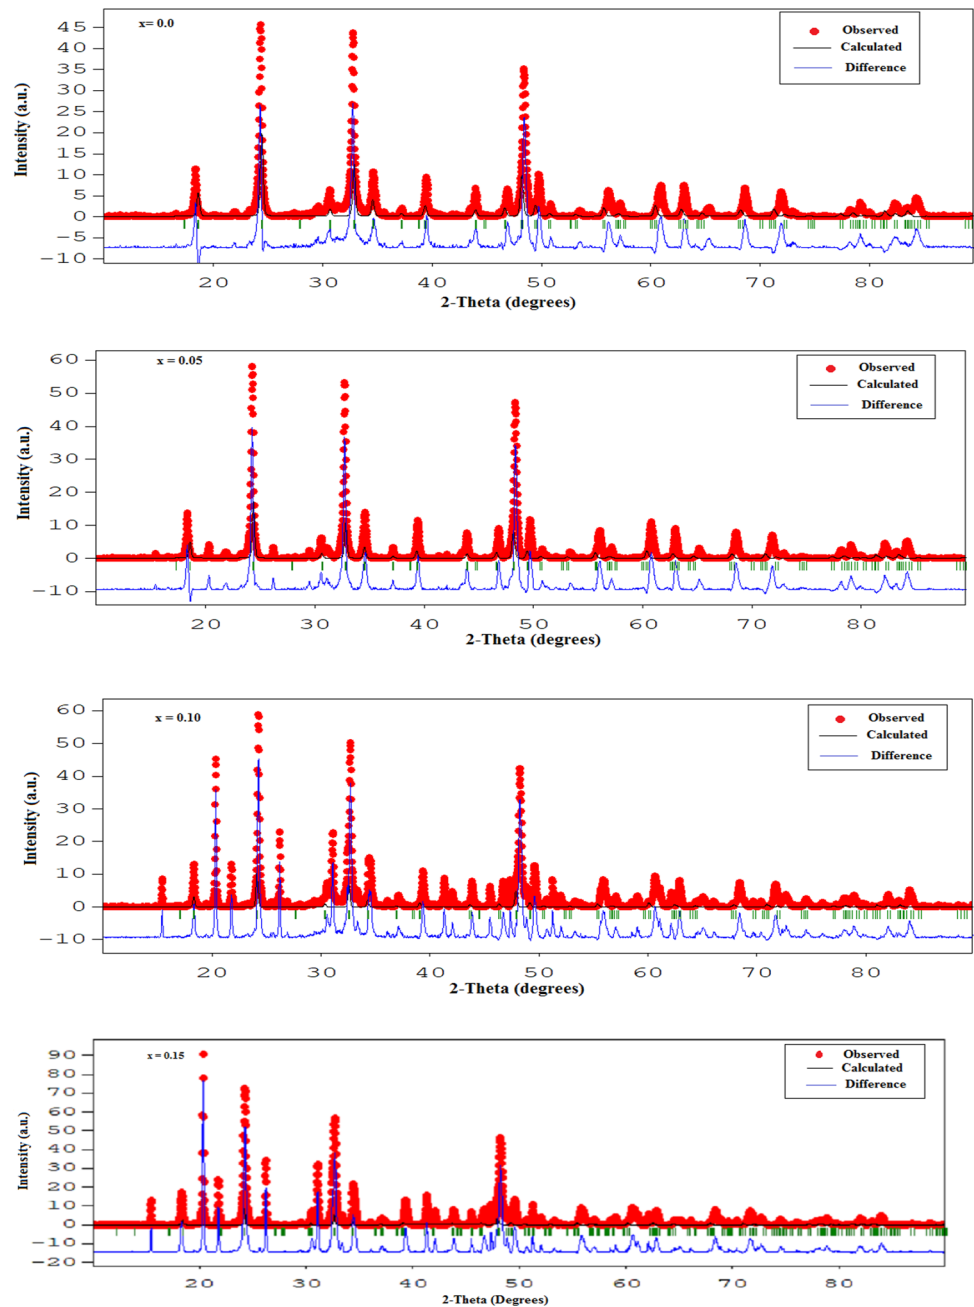 x= 0.0
Observed
Calculated
Difference
Intensity (a.u.)
45
40
35
30
25
20
15
10
5
0
−5
−10
20 30 40 50 60 70 80
2-Theta (degrees)
x = 0.05
Observed
Calculated
Difference
Intensity (a.u.)
60
50
40
30
20
10
0
−10
20 30 40 50 60 70 80
2-Theta (degrees)
x = 0.10
Observed
Calculated
Difference
Intensity (a.u.)
60
50
40
30
20
10
0
−10
20 30 40 50 60 70 80
2-Theta (degrees)
x = 0.15
Observed
Calculated
Difference
Intensity (a.u.)
90
80
70
60
50
40
30
20
10
0
−10
−20
20 30 40 50 60 70 80
2-Theta (Degrees)